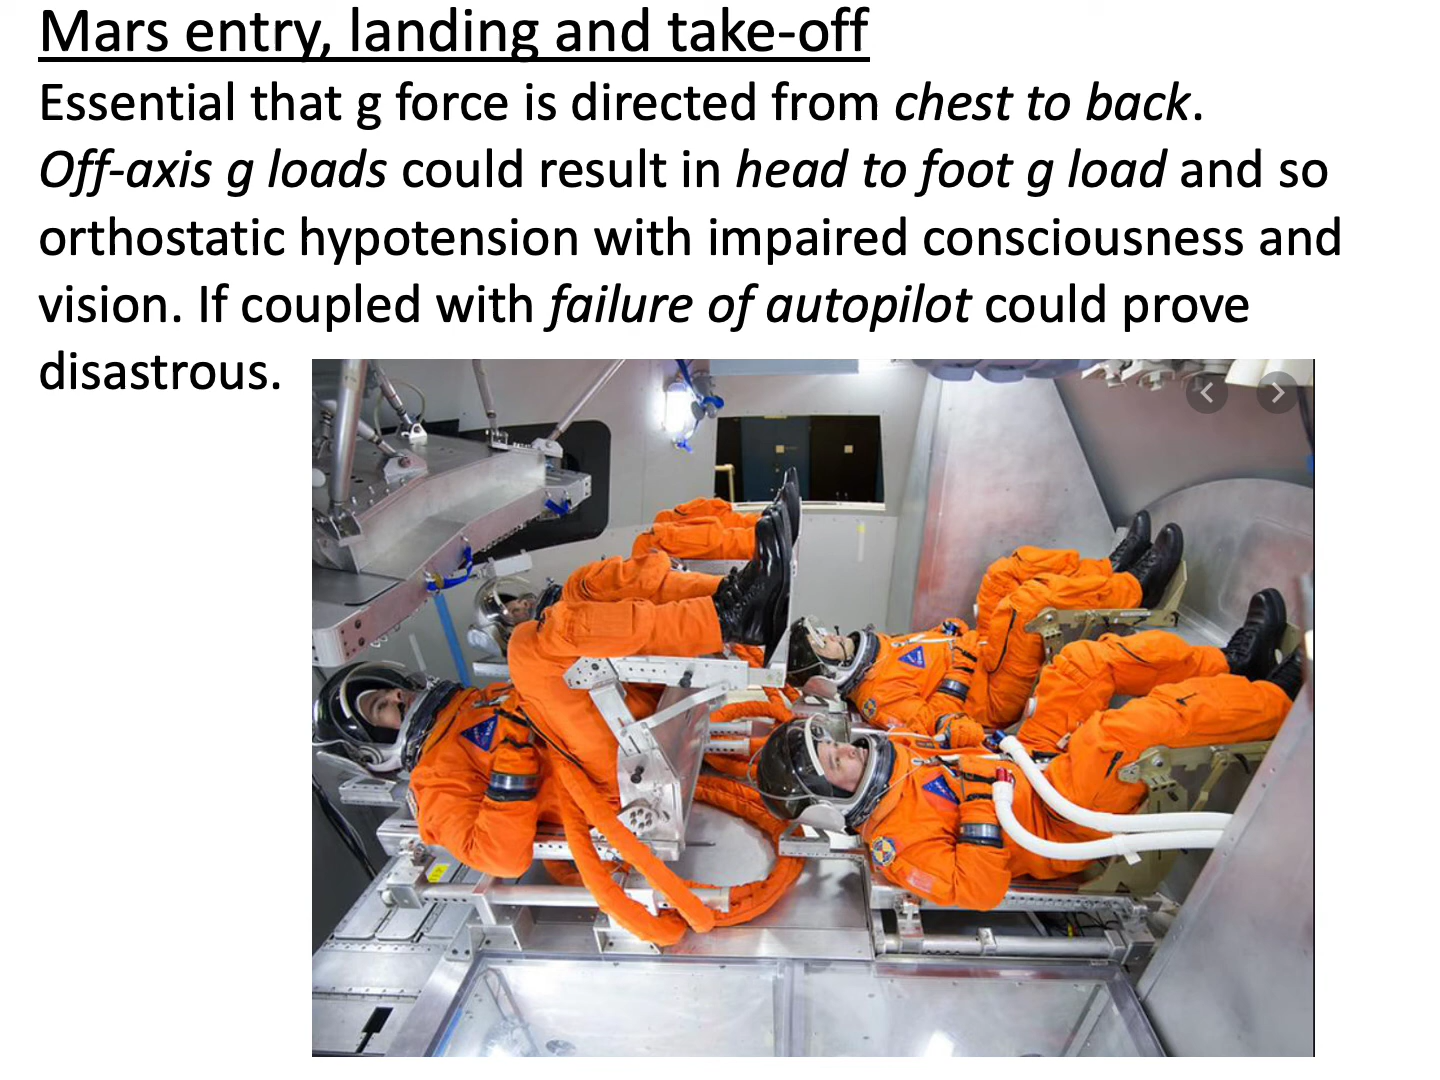 Mars entry, landing and take-off
Essential that g force is directed from chest to back.
Off-axis g loads could result in head to foot g load and so
orthostatic hypotension with impaired consciousness and
vision. If coupled with failure of autopilot could prove
disastrous.